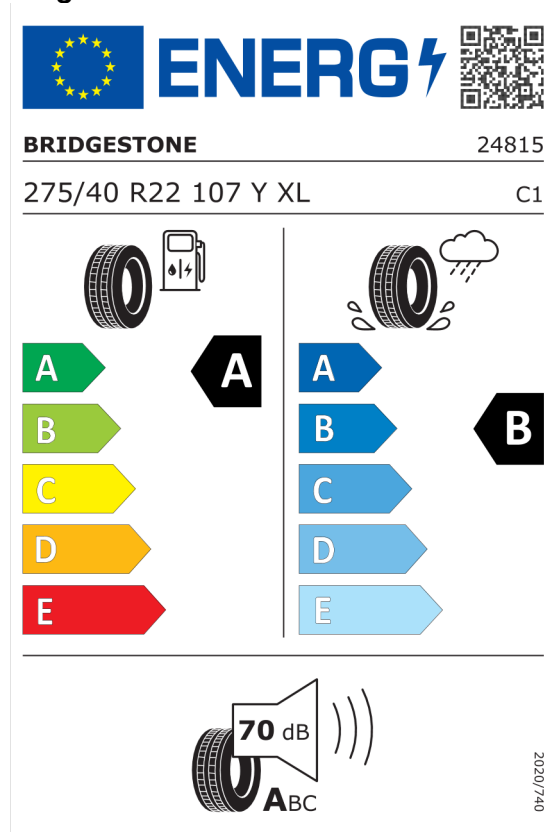 ENERG
BRIDGESTONE 24815
275/40 R22 107 Y XL C1
A A
B
C
D
E
A
B B
C
D
E
70 dB
ABC
2020/740